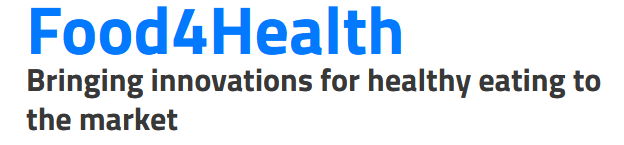 Food4Health
Bringing innovations for healthy eating to
the market